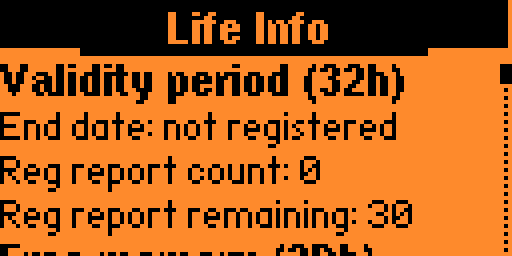 Life Info
Validity period (32h)
End date: not registered
Reg report count: 0
Reg report remaining: 30